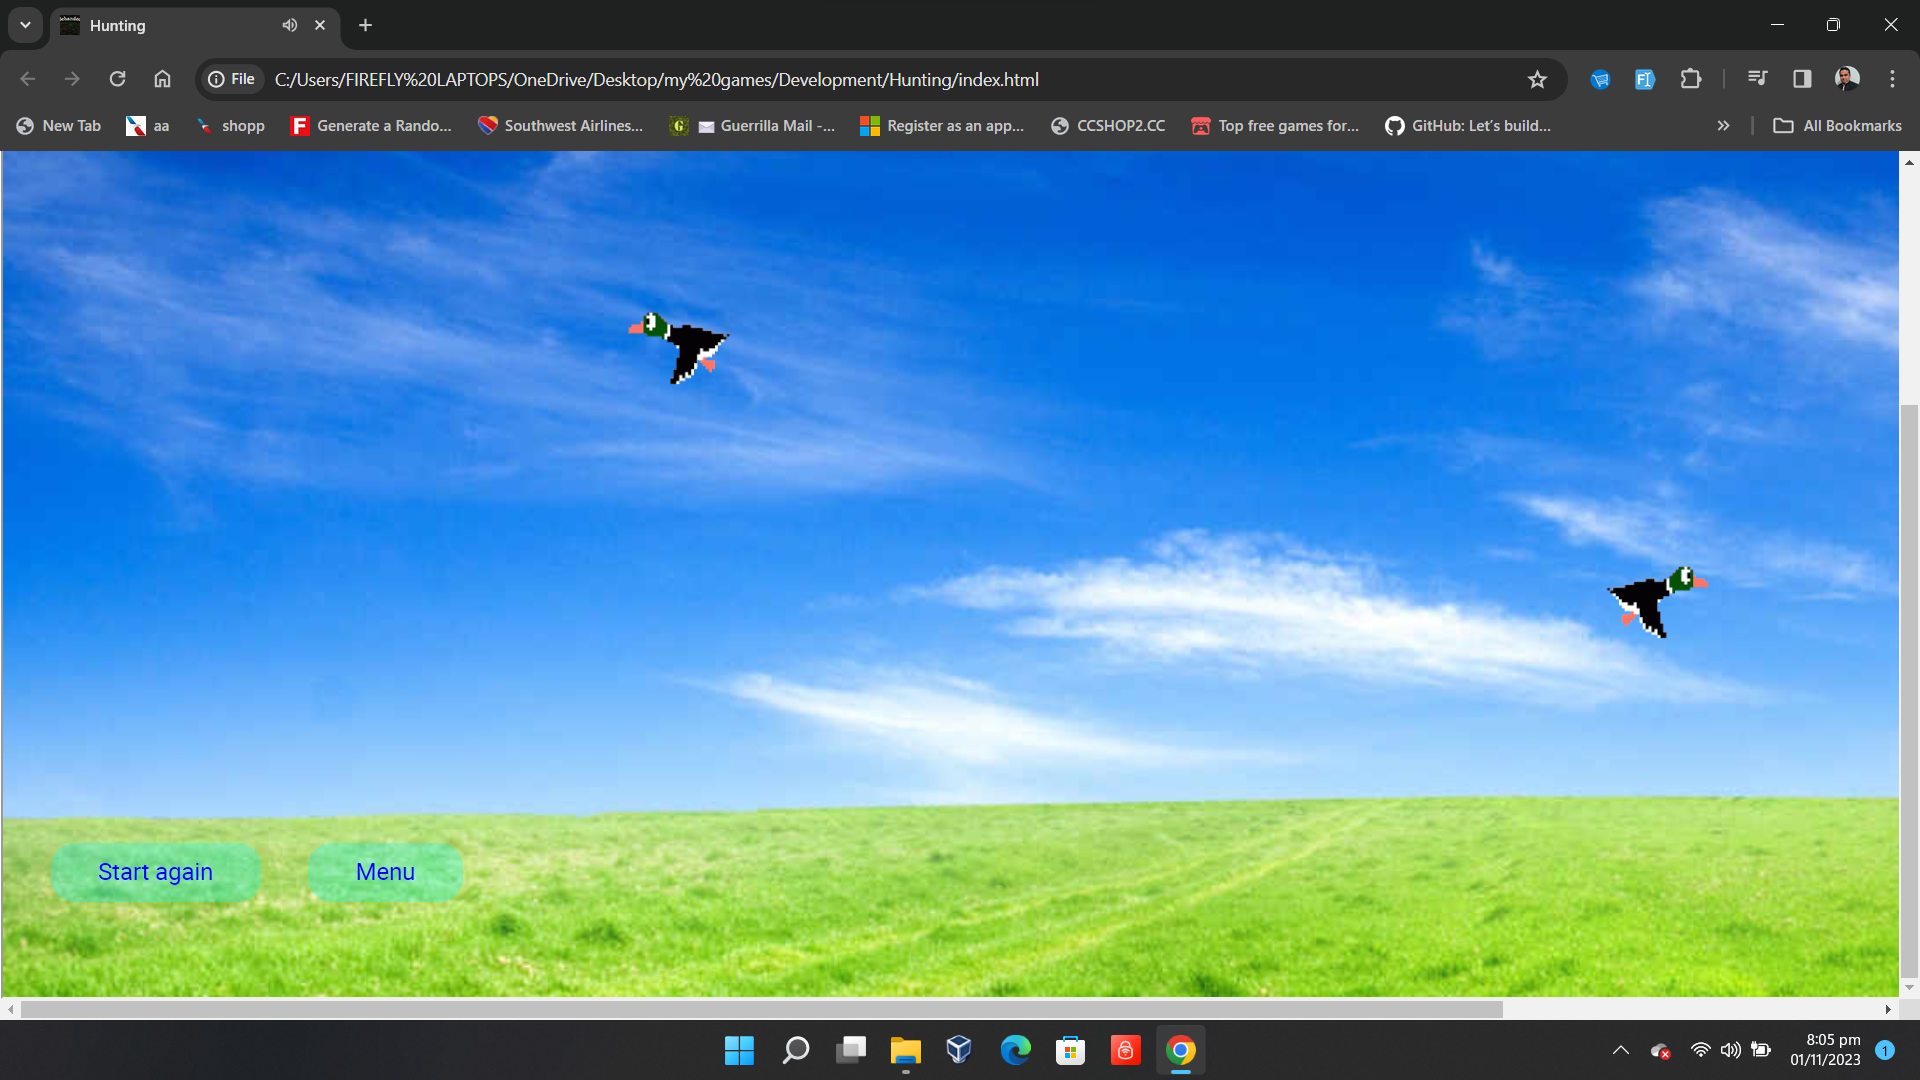 Hunting
File
C:/Users/FIREFLY%20LAPTOPS/OneDrive/Desktop/my%20games/Development/Hunting/index.html
New Tab
aa
shopp
Generate a Rando...
Southwest Airlines...
Guerrilla Mail -...
Register as an app...
CCSHOP2.CC
Top free games for...
GitHub: Let's build...
»
All Bookmarks
Start again
Menu
8:05 pm
01/11/2023
1